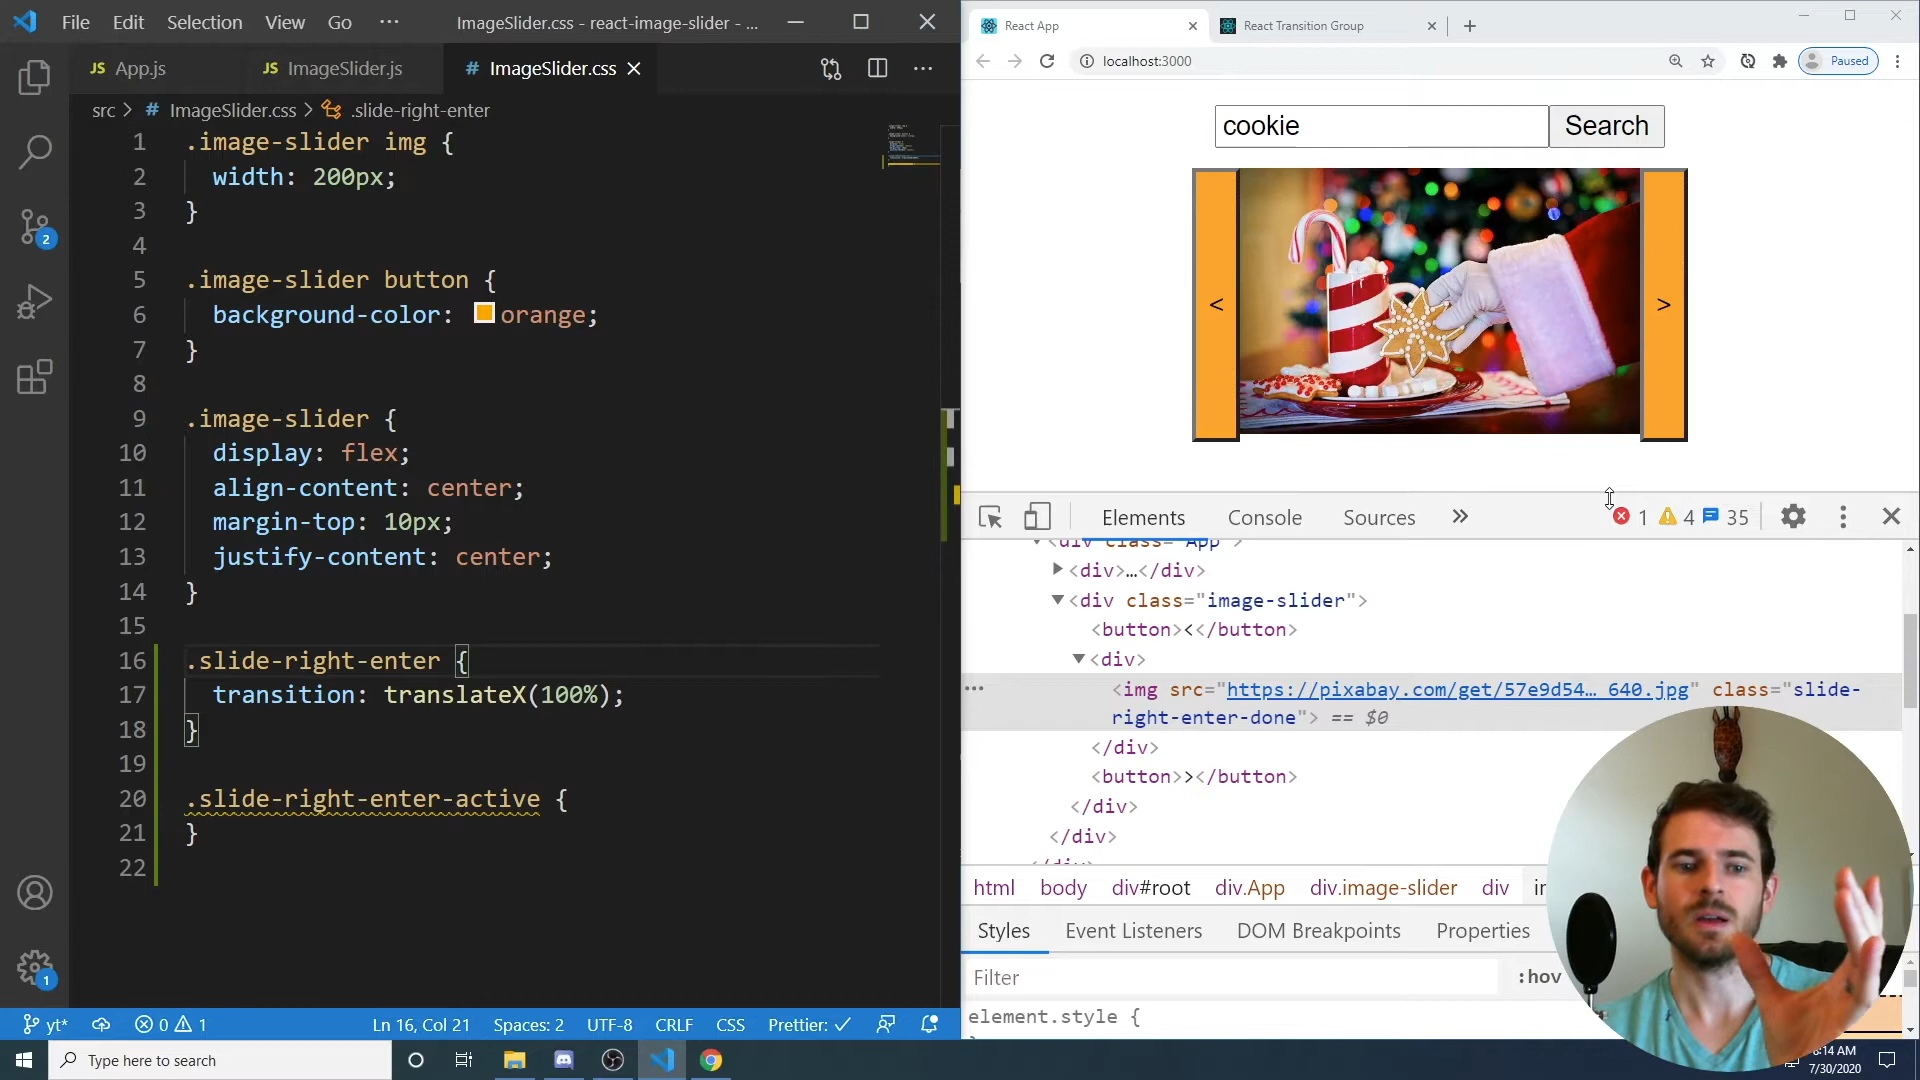 File Edit Selection View Go ··· ImageSlider.css - react-image-slider - ...
JS App.js JS ImageSlider.js # ImageSlider.css
src > # ImageSlider.css > .slide-right-enter
1 .image-slider img {
2 width: 200px;
3 }
4
5 .image-slider button {
6 background-color: orange;
7 }
8
9 .image-slider {
10 display: flex;
11 align-content: center;
12 margin-top: 10px;
13 justify-content: center;
14 }
15
16 .slide-right-enter {
17 transition: translateX(100%);
18 }
19
20 .slide-right-enter-active {
21 }
22
2
1
yt* 0 1 Ln 16, Col 21 Spaces: 2 UTF-8 CRLF CSS Prettier: ✓
React App React Transition Group
localhost:3000 Paused
cookie Search
< >
Elements Console Sources 1 4 35
<div class="App">
<div>…</div>
<div class="image-slider">
<button><</button>
<div>
<img src="https://pixabay.com/get/57e9d54… 640.jpg" class="slide-
right-enter-done"> == $0
</div>
<button>></button>
</div>
</div>
</div>
html body div#root div.App div.image-slider div
Styles Event Listeners DOM Breakpoints Properties
Filter :hov
element.style {
Type here to search
8:14 AM
7/30/2020